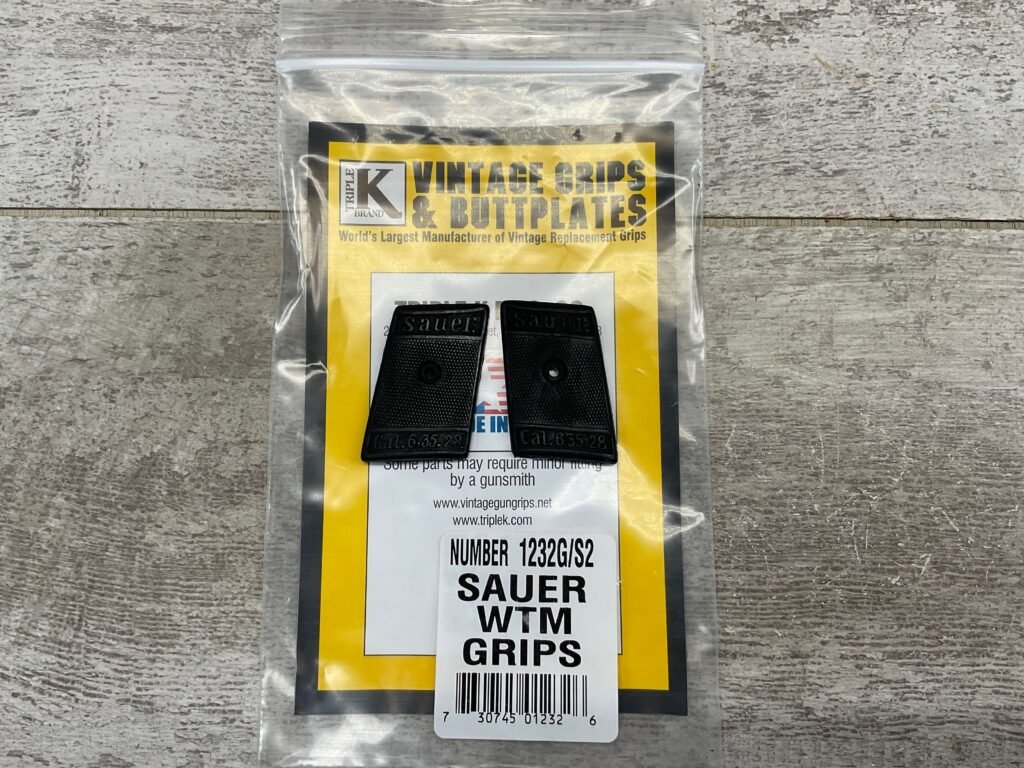 TRIPLE K BRAND
VINTAGE GRIPS
& BUTTPLATES
World's Largest Manufacturer of Vintage Replacement Grips
TRIPLE K
Sauer
Sauer
Cal.6.35.28
Cal.6.35.28
IN
Some parts may require minor fitting
by a gunsmith
www.vintagegungrips.net
www.triplek.com
NUMBER 1232G/S2
SAUER
WTM
GRIPS
7 30745 01232 6